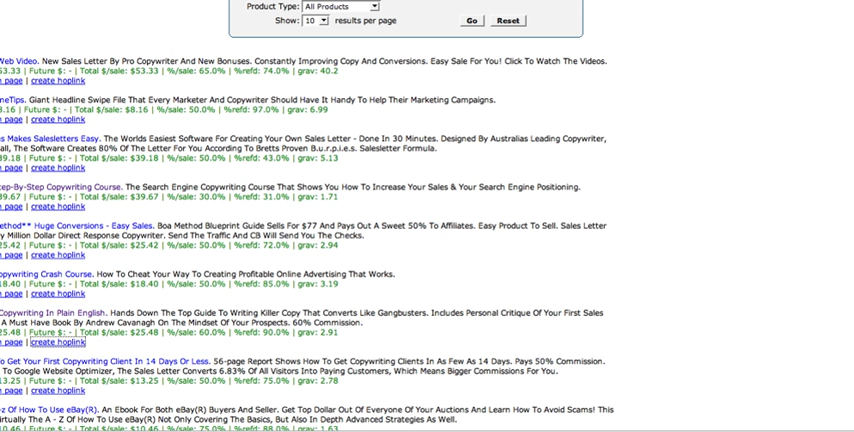 Product Type: All Products
Show: 10 results per page Go Reset
Web Video. New Sales Letter By Pro Copywriter And New Bonuses. Constantly Improving Copy And Conversions. Easy Sale For You! Click To Watch The Videos.
53.33 | Future $: - | Total $/sale: $53.33 | %/sale: 65.0% | %refd: 74.0% | grav: 40.2
page | create hoplink
neTips. Giant Headline Swipe File That Every Marketer And Copywriter Should Have It Handy To Help Their Marketing Campaigns.
8.16 | Future $: - | Total $/sale: $8.16 | %/sale: 50.0% | %refd: 97.0% | grav: 6.99
page | create hoplink
s Makes Salesletters Easy. The Worlds Easiest Software For Creating Your Own Sales Letter - Done In 30 Minutes. Designed By Australias Leading Copywriter,
all, The Software Creates 80% Of The Letter For You According To Bretts Proven B.u.r.p.i.e.s. Salesletter Formula.
39.18 | Future $: - | Total $/sale: $39.18 | %/sale: 50.0% | %refd: 43.0% | grav: 5.13
page | create hoplink
tep-By-Step Copywriting Course. The Search Engine Copywriting Course That Shows You How To Increase Your Sales & Your Search Engine Positioning.
39.67 | Future $: - | Total $/sale: $39.67 | %/sale: 30.0% | %refd: 31.0% | grav: 1.71
page | create hoplink
ethod** Huge Conversions - Easy Sales. Boa Method Blueprint Guide Sells For $77 And Pays Out A Sweet 50% To Affiliates. Easy Product To Sell. Sales Letter
y Million Dollar Direct Response Copywriter. Send The Traffic And CB Will Send You The Checks.
25.42 | Future $: - | Total $/sale: $25.42 | %/sale: 50.0% | %refd: 72.0% | grav: 2.94
page | create hoplink
opywriting Crash Course. How To Cheat Your Way To Creating Profitable Online Advertising That Works.
18.40 | Future $: - | Total $/sale: $18.40 | %/sale: 50.0% | %refd: 85.0% | grav: 3.19
page | create hoplink
Copywriting In Plain English. Hands Down The Top Guide To Writing Killer Copy That Converts Like Gangbusters. Includes Personal Critique Of Your First Sales
A Must Have Book By Andrew Cavanagh On The Mindset Of Your Prospects. 60% Commission.
25.48 | Future $: - | Total $/sale: $25.48 | %/sale: 60.0% | %refd: 90.0% | grav: 2.91
page | create hoplink
o Get Your First Copywriting Client In 14 Days Or Less. 56-page Report Shows How To Get Copywriting Clients In As Few As 14 Days. Pays 50% Commission.
To Google Website Optimizer, The Sales Letter Converts 6.83% Of All Visitors Into Paying Customers, Which Means Bigger Commissions For You.
13.25 | Future $: - | Total $/sale: $13.25 | %/sale: 50.0% | %refd: 75.0% | grav: 2.78
page | create hoplink
z Of How To Use eBay(R). An Ebook For Both eBay(R) Buyers And Seller. Get Top Dollar Out Of Everyone Of Your Auctions And Learn How To Avoid Scams! This
irtually The A - Z Of How To Use eBay(R) Not Only Covering The Basics, But Also In Depth Advanced Strategies As Well.
10.46 | Future $: - | Total $/sale: $10.46 | %/sale: 75.0% | %refd: 88.0% | grav: 1.63